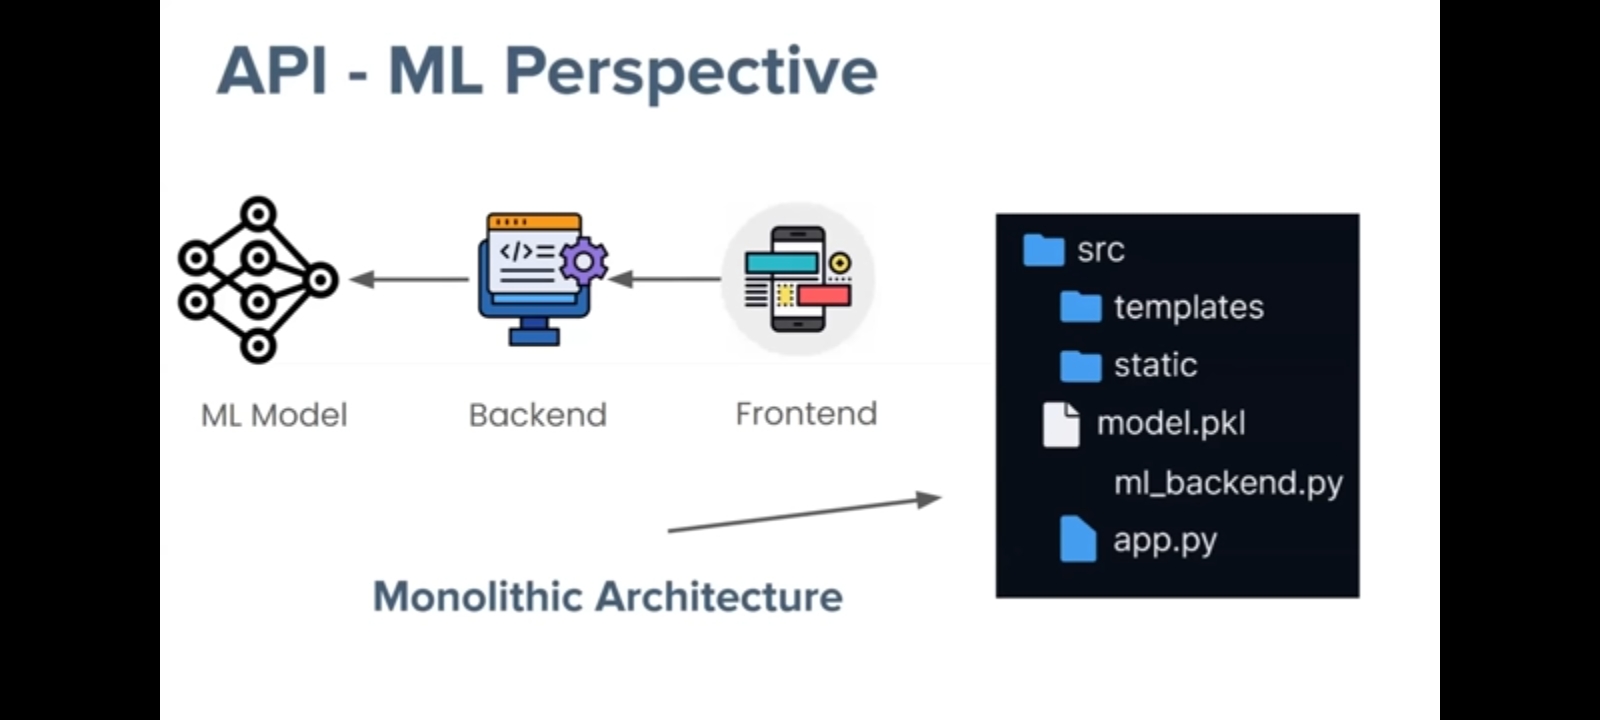 API - ML Perspective
</>=
ML Model
Backend
Frontend
Monolithic Architecture
src
templates
static
model.pkl
ml_backend.py
app.py